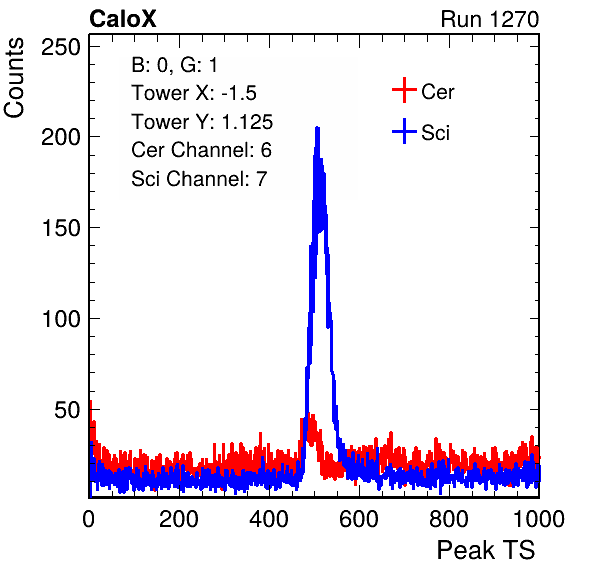 CaloX
Run 1270
Counts
250
200
150
100
50
B: 0, G: 1
Tower X: -1.5
Tower Y: 1.125
Cer Channel: 6
Sci Channel: 7
Cer
Sci
0 200 400 600 800 1000
Peak TS